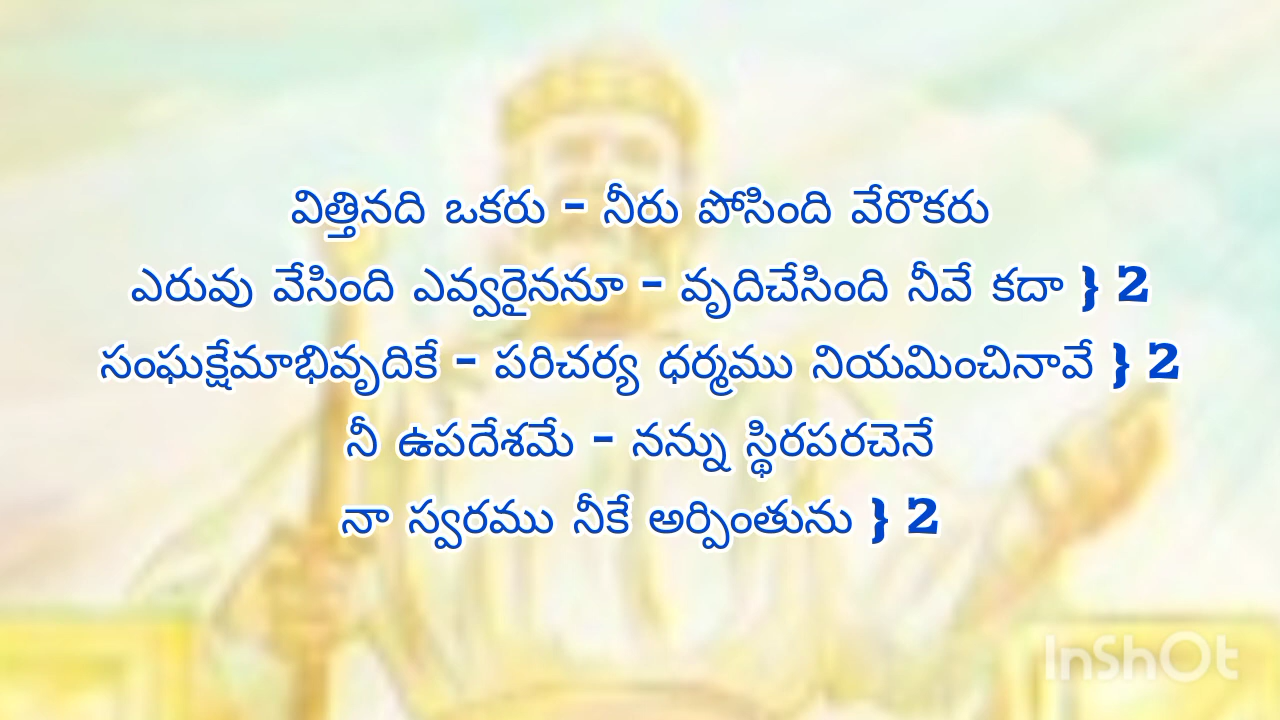 విత్తినది ఒకరు - నీరు పోసింది వేరొకరు
ఎరువు వేసింది ఎవ్వరైననూ - వృదిచేసింది నీవే కదా } 2
సంఘక్షేమాభివృదికే - పరిచర్య ధర్మము నియమించినావే } 2
నీ ఉపదేశమే - నన్ను స్థిరపరచెనే
నా స్వరము నీకే అర్పింతును } 2
InShOt